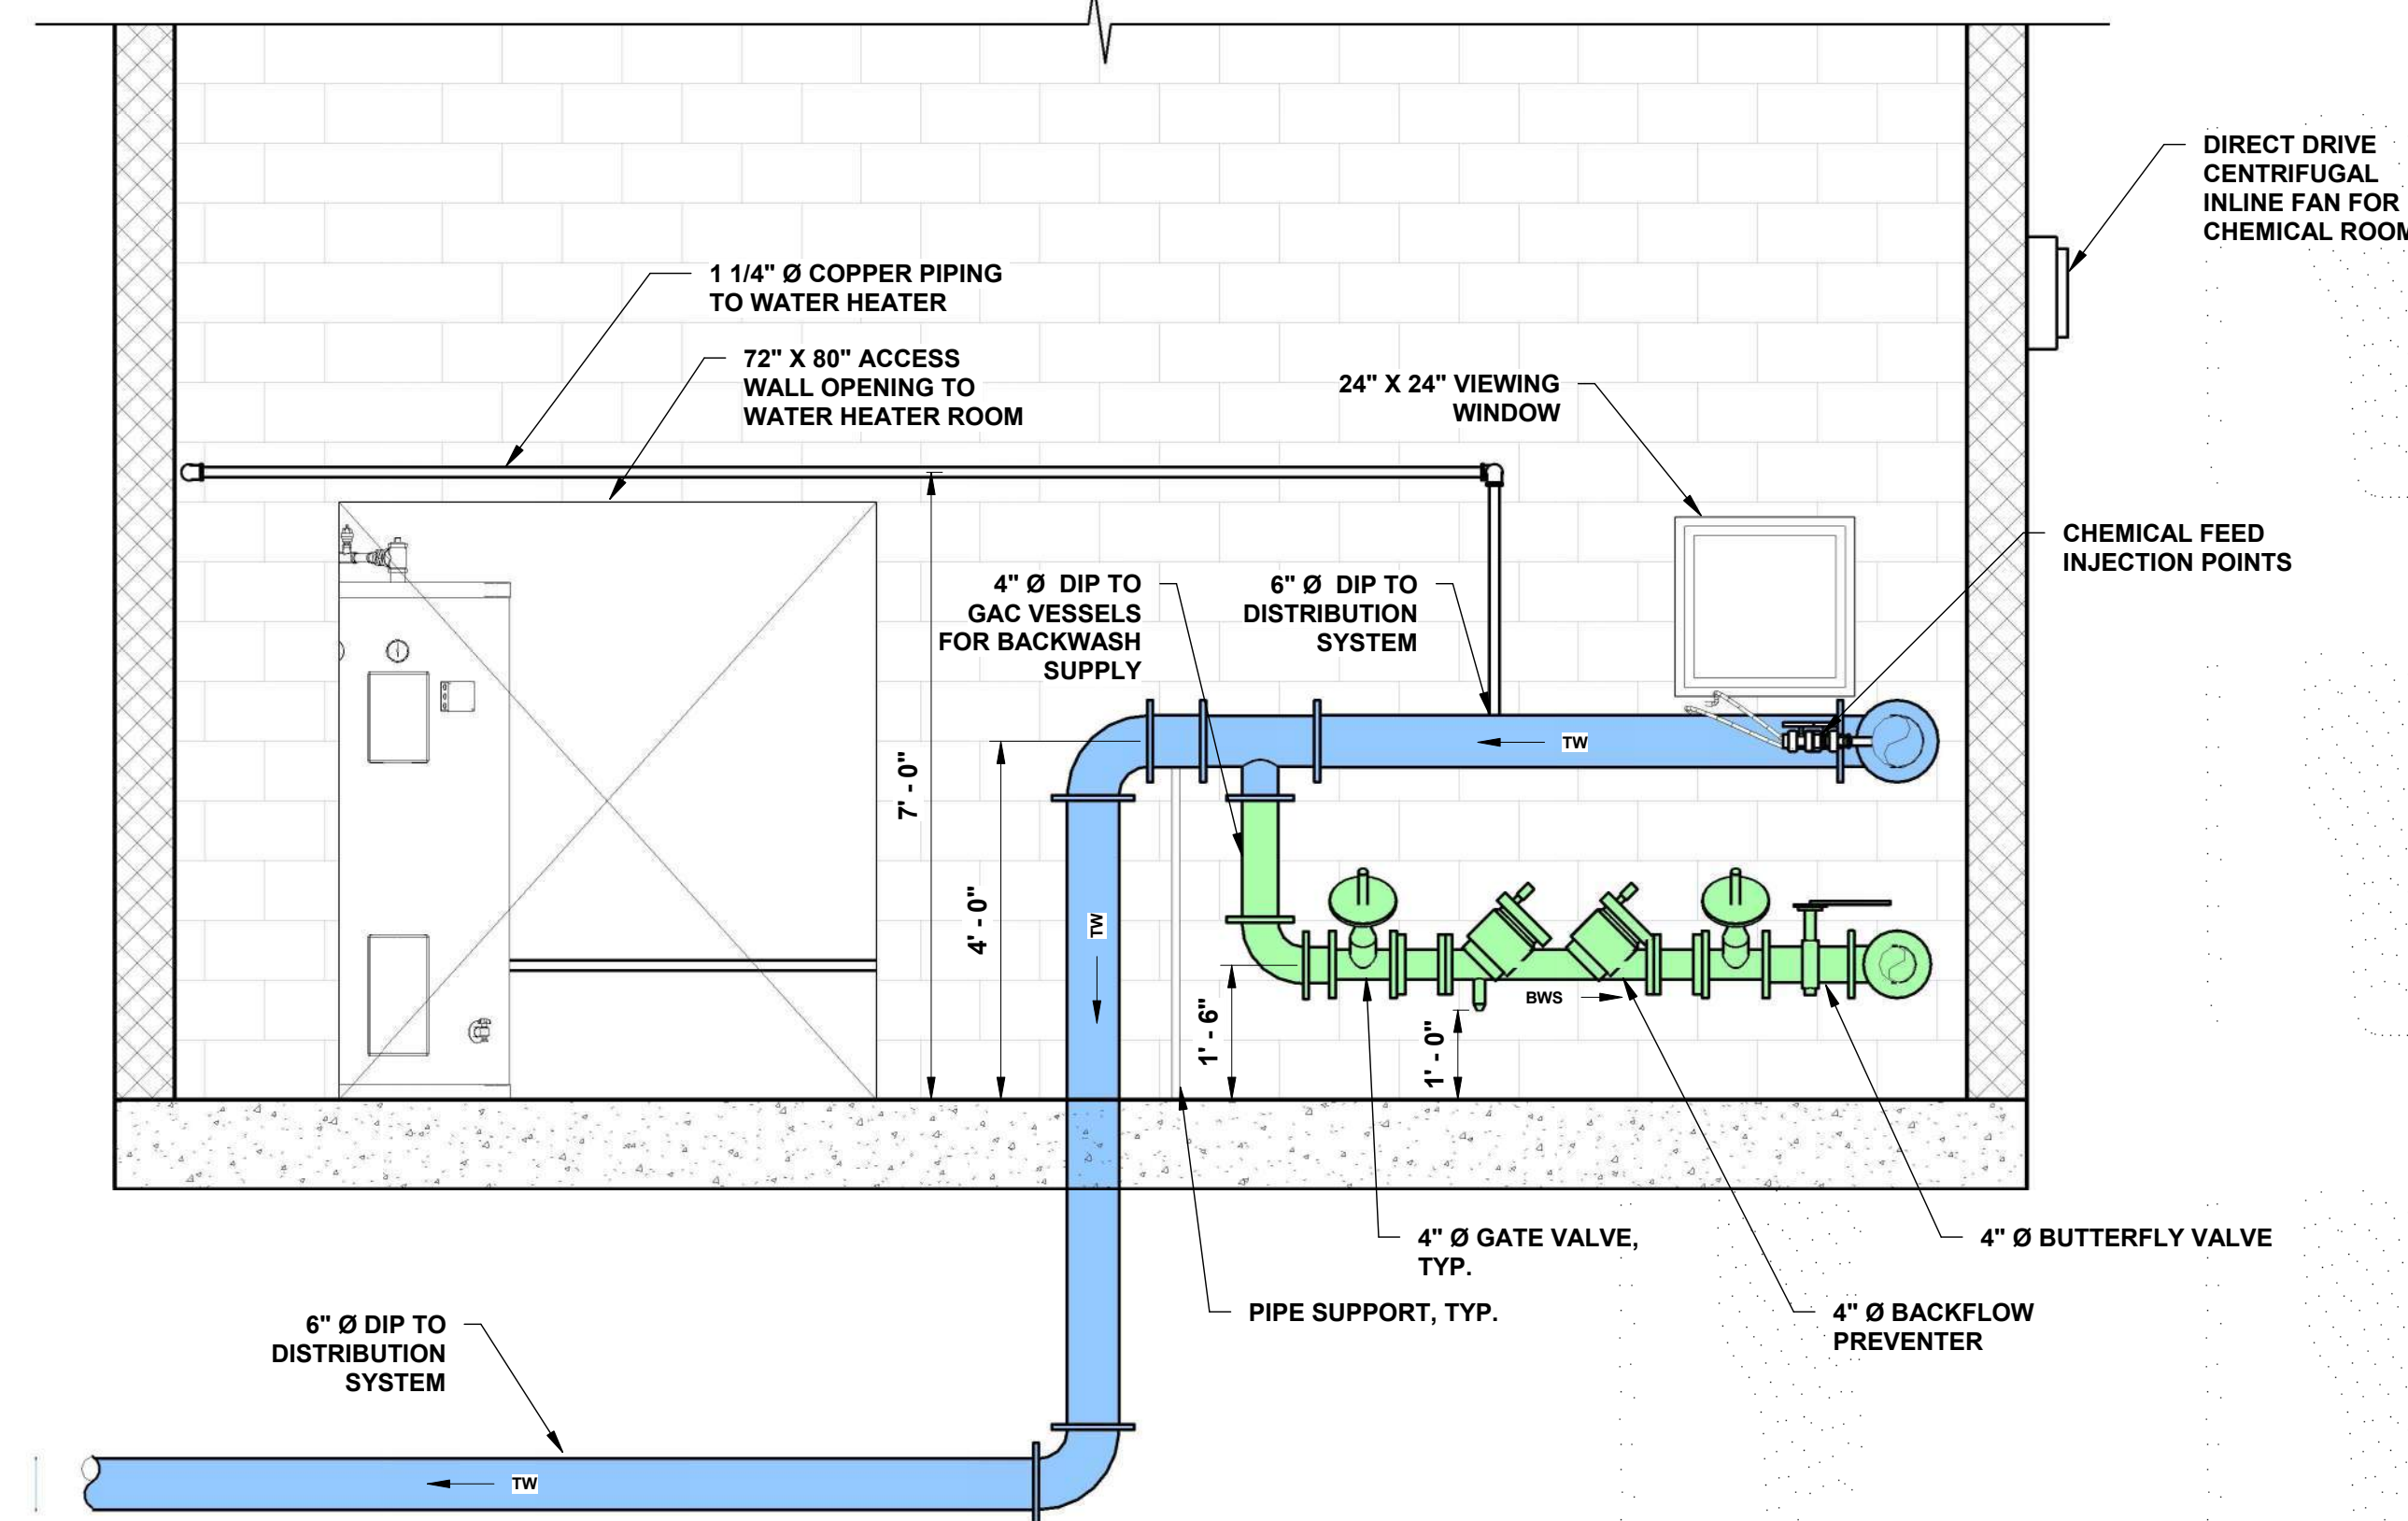 DIRECT DRIVE
CENTRIFUGAL
INLINE FAN FOR
CHEMICAL ROOM
1 1/4" Ø COPPER PIPING
TO WATER HEATER
72" X 80" ACCESS
WALL OPENING TO
WATER HEATER ROOM
24" X 24" VIEWING
WINDOW
CHEMICAL FEED
INJECTION POINTS
4" Ø DIP TO
GAC VESSELS
FOR BACKWASH
SUPPLY
6" Ø DIP TO
DISTRIBUTION
SYSTEM
TW
7' - 0"
4' - 0"
TW
1' - 6"
1' - 0"
BWS
4" Ø GATE VALVE,
TYP.
4" Ø BUTTERFLY VALVE
PIPE SUPPORT, TYP.
4" Ø BACKFLOW
PREVENTER
6" Ø DIP TO
DISTRIBUTION
SYSTEM
TW